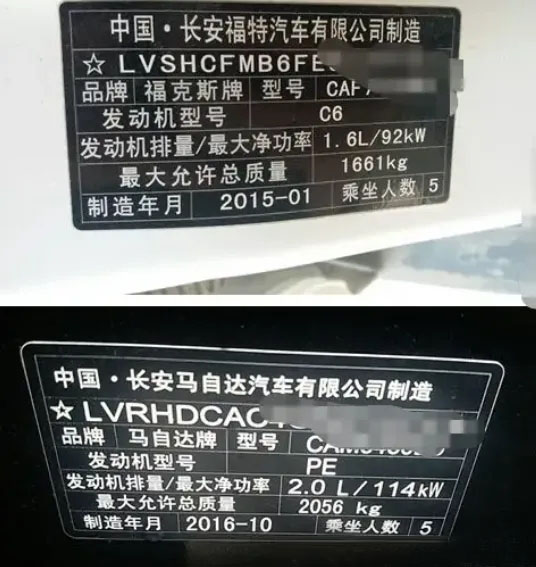 中国·长安福特汽车有限公司制造
☆LVSHCFMB6FE
品牌 福克斯牌 型号 CAF7
发动机型号 C6
发动机排量/最大净功率 1.6L/92kW
最大允许总质量 1661kg
制造年月 2015-01 乘坐人数 5
中国·长安马自达汽车有限公司制造
☆LVRHDCAC
品牌 马自达牌 型号
发动机型号 PE
发动机排量/最大净功率 2.0 L/114kW
最大允许总质量 2056 kg
制造年月 2016-10 乘坐人数 5